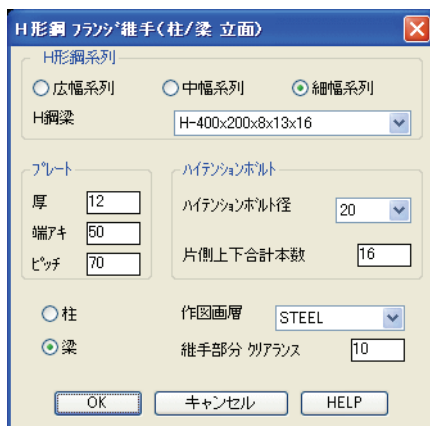 H形鋼 フランジ継手(柱/梁 立面)
H形鋼系列
広幅系列 中幅系列 細幅系列
H鋼梁 H-400x200x8x13x16
プレート
厚 12
端アキ 50
ピッチ 70
ハイテンションボルト
ハイテンションボルト径 20
片側上下合計本数 16
柱
梁
作図画層 STEEL
継手部分 クリアランス 10
OK キャンセル HELP